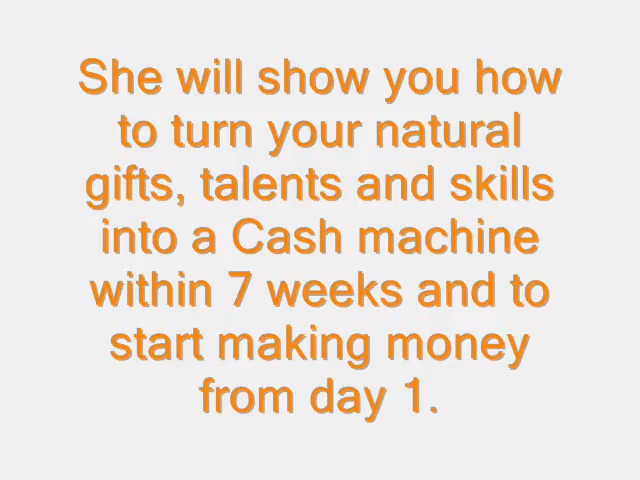 She will show you how
to turn your natural
gifts, talents and skills
into a Cash machine
within 7 weeks and to
start making money
from day 1.